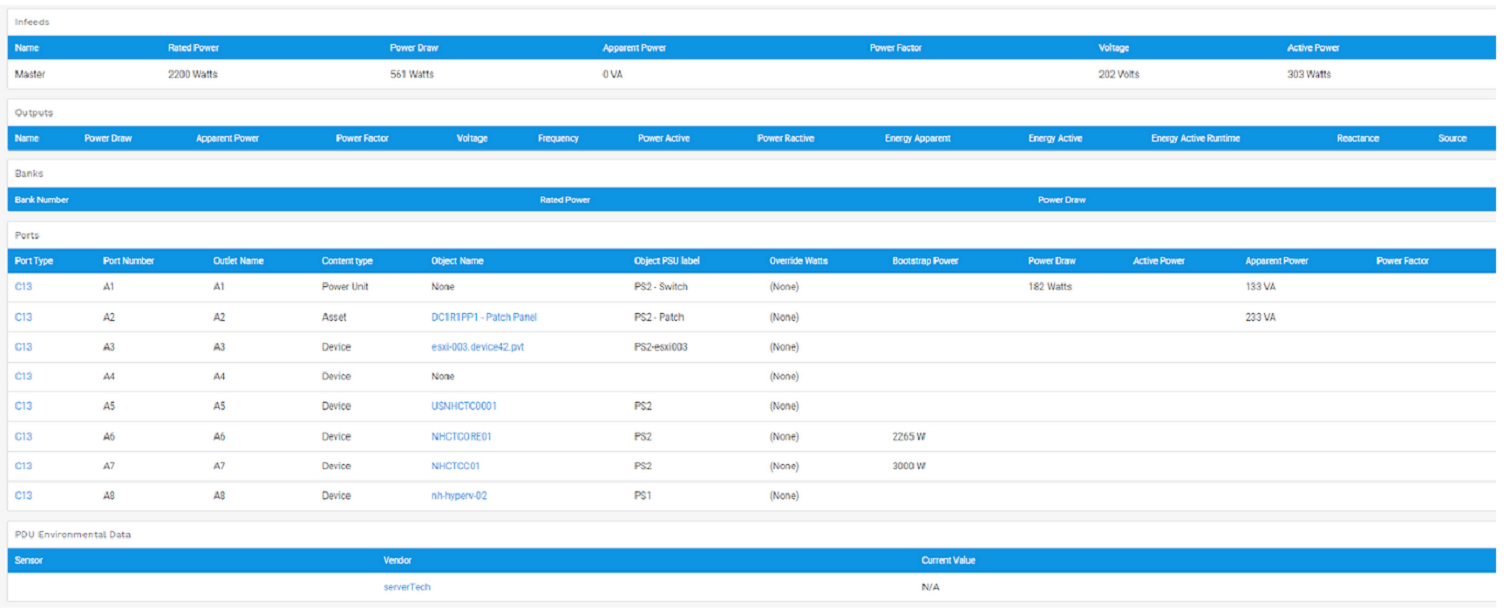 Infeeds
Name Rated Power Power Draw Apparent Power Power Factor Voltage Active Power
Master 2200 Watts 561 Watts 0 VA 202 Volts 303 Watts
Outputs
Name Power Draw Apparent Power Power Factor Voltage Frequency Power Active Power Ractive Energy Apparent Energy Active Energy Active Runtime Reactance Source
Banks
Bank Number Rated Power Power Draw
Ports
Port Type Port Number Outlet Name Content type Object Name Object PSU label Override Watts Bootstrap Power Power Draw Active Power Apparent Power Power Factor
C13 A1 A1 Power Unit None PS2 - Switch (None) 182 Watts 133 VA
C13 A2 A2 Asset DC1R1PP1 - Patch Panel PS2 - Patch (None) 233 VA
C13 A3 A3 Device esxi-003.device42.pvt PS2-esxi003 (None)
C13 A4 A4 Device None (None)
C13 A5 A5 Device USNHCTC0001 PS2 (None)
C13 A6 A6 Device NHCTCORE01 PS2 (None) 2265 W
C13 A7 A7 Device NHCTCC01 PS2 (None) 3000 W
C13 A8 A8 Device nh-hyperv-02 PS1 (None)
PDU Environmental Data
Sensor Vendor Current Value
serverTech N/A